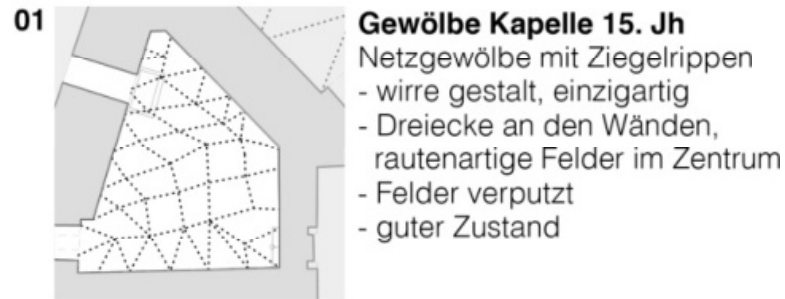 01
Gewölbe Kapelle 15. Jh
Netzgewölbe mit Ziegelrippen
- wirre gestalt, einzigartig
- Dreiecke an den Wänden,
rautenartige Felder im Zentrum
- Felder verputzt
- guter Zustand